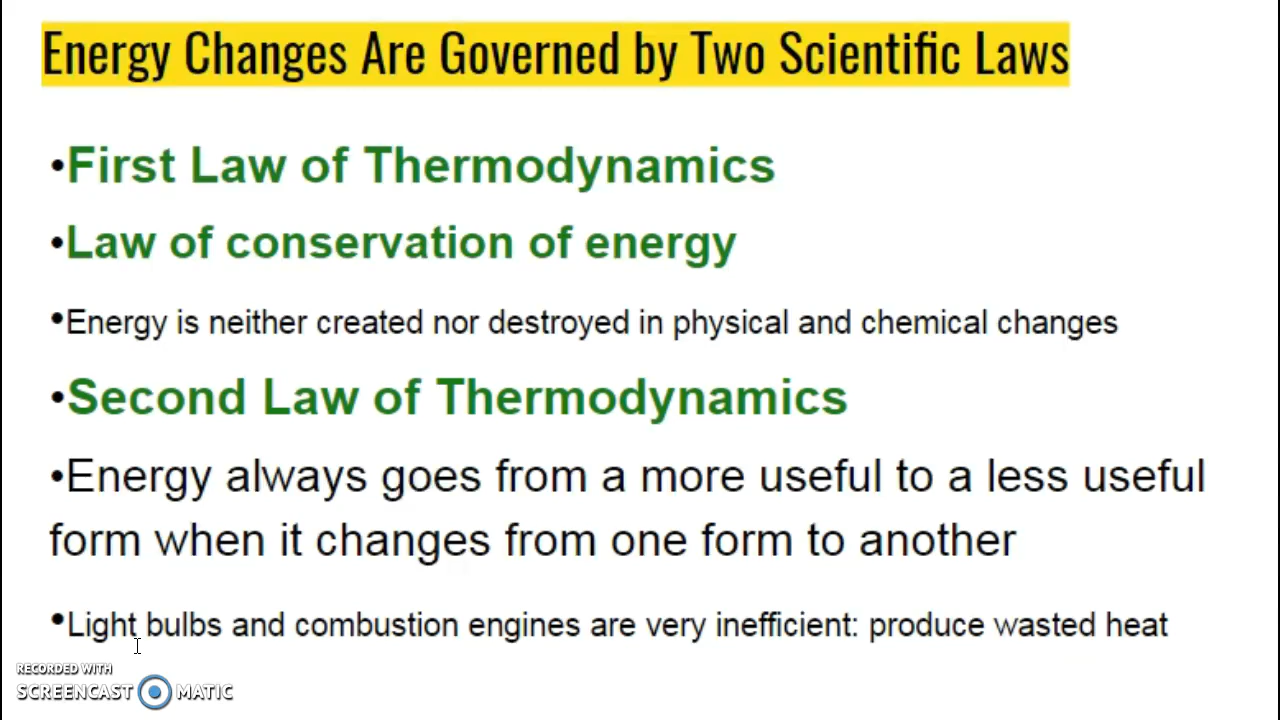 Energy Changes Are Governed by Two Scientific Laws
•First Law of Thermodynamics
•Law of conservation of energy
•Energy is neither created nor destroyed in physical and chemical changes
•Second Law of Thermodynamics
•Energy always goes from a more useful to a less useful
form when it changes from one form to another
•Light bulbs and combustion engines are very inefficient: produce wasted heat
RECORDED WITH
SCREENCAST MATIC